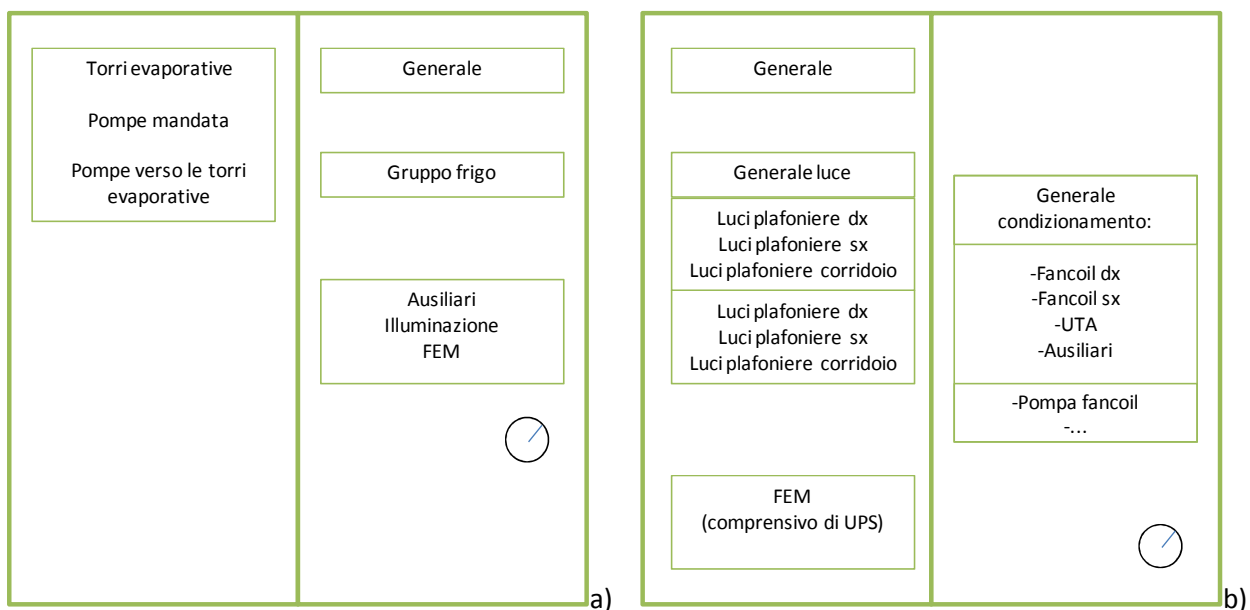 Torri evaporative
Pompe mandata
Pompe verso le torri
evaporative
Generale
Gruppo frigo
Ausiliari
Illuminazione
FEM
a)
Generale
Generale luce
Luci plafoniere dx
Luci plafoniere sx
Luci plafoniere corridoio
Luci plafoniere dx
Luci plafoniere sx
Luci plafoniere corridoio
FEM
(comprensivo di UPS)
Generale
condizionamento:
-Fancoil dx
-Fancoil sx
-UTA
-Ausiliari
-Pompa fancoil
-...
b)